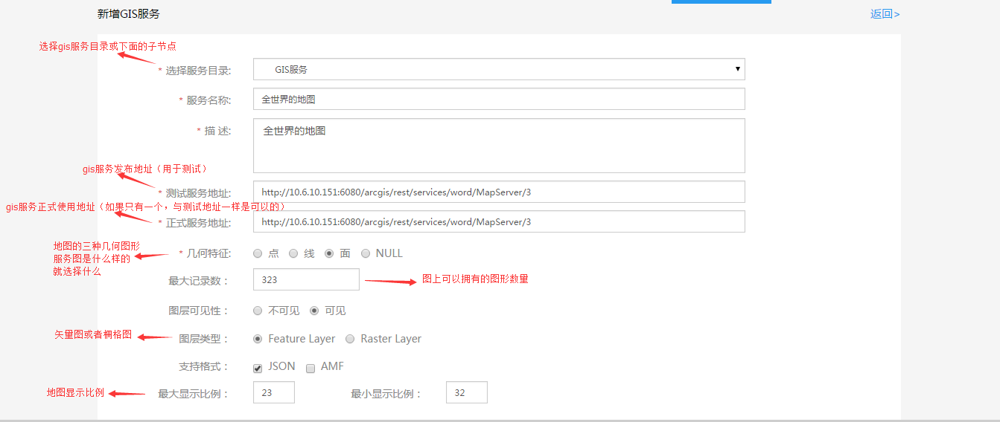 新增GIS服务
返回>
选择gis服务目录或下面的子节点
* 选择服务目录: GIS服务
* 服务名称: 全世界的地图
* 描 述: 全世界的地图
gis服务发布地址（用于测试）
* 测试服务地址: http://10.6.10.151:6080/arcgis/rest/services/word/MapServer/3
gis服务正式使用地址（如果只有一个，与测试地址一样是可以的）
* 正式服务地址: http://10.6.10.151:6080/arcgis/rest/services/word/MapServer/3
地图的三种几何图形
服务图是什么样的
就选择什么
* 几何特征: 点 线 面 NULL
最大记录数： 323
图上可以拥有的图形数量
图层可见性： 不可见 可见
矢量图或者栅格图
图层类型： Feature Layer Raster Layer
支持格式： JSON AMF
地图显示比例
最大显示比例： 23 最小显示比例： 32